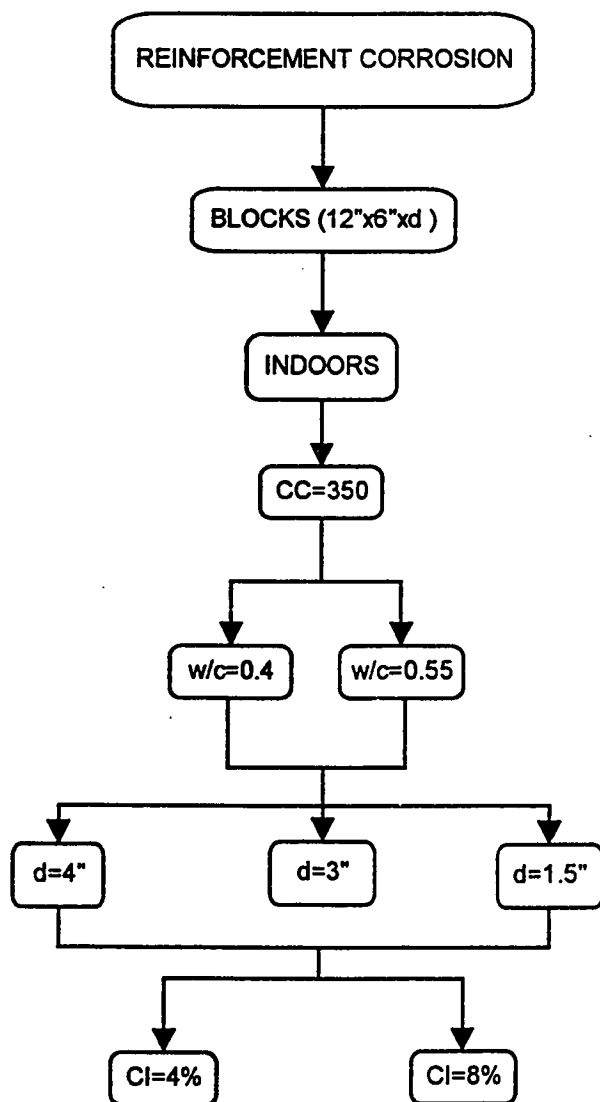 REINFORCEMENT CORROSION
BLOCKS (12"x6"xd )
INDOORS
CC=350
w/c=0.4
w/c=0.55
d=4"
d=3"
d=1.5"
Cl=4%
Cl=8%